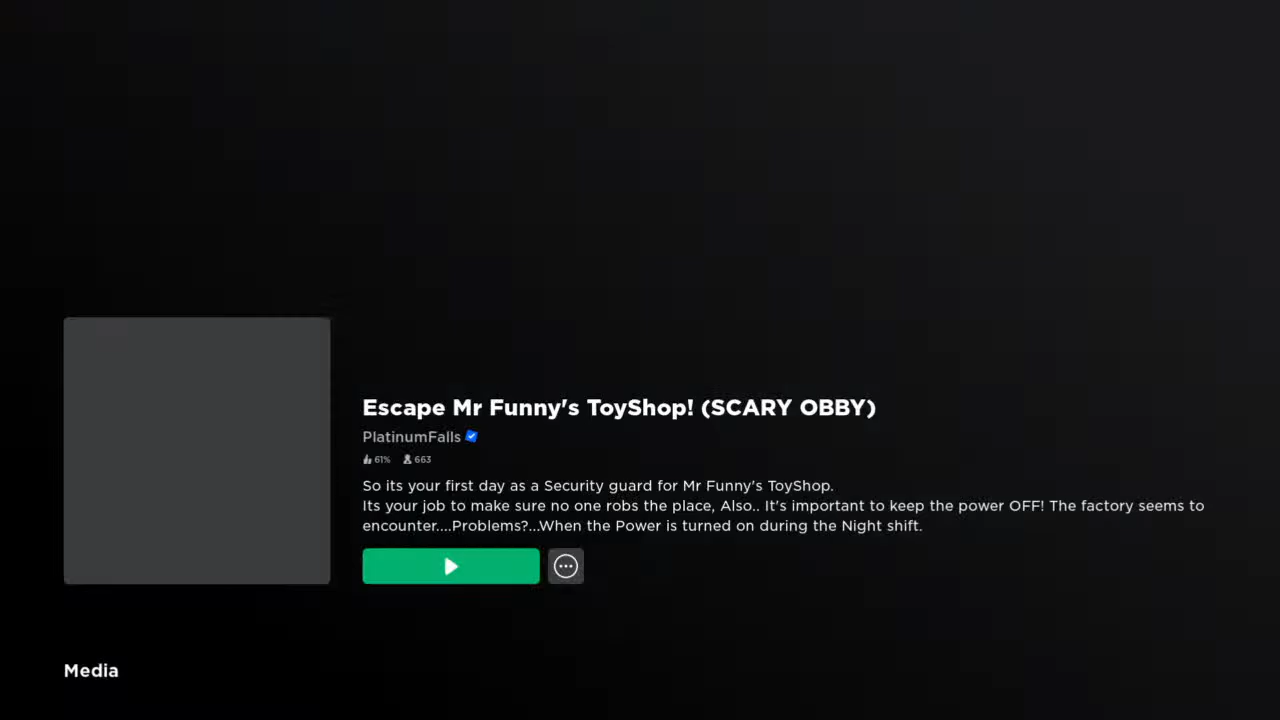 Escape Mr Funny's ToyShop! (SCARY OBBY)
PlatinumFalls
61% 663
So its your first day as a Security guard for Mr Funny's ToyShop.
Its your job to make sure no one robs the place, Also.. It's important to keep the power OFF! The factory seems to
encounter....Problems?...When the Power is turned on during the Night shift.
Media